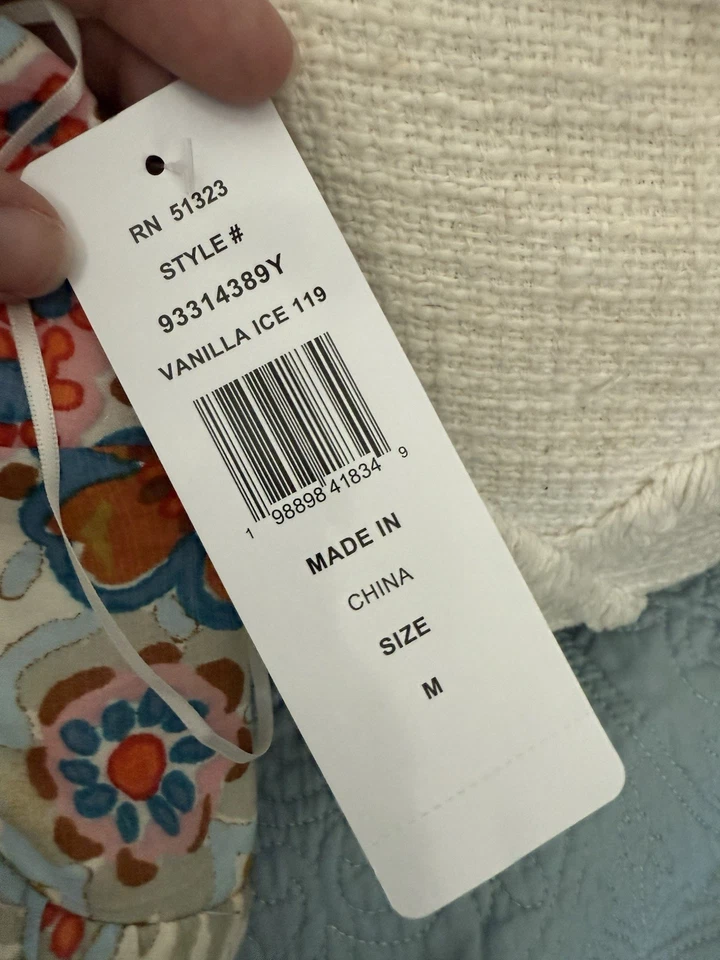 RN 51323
STYLE #
93314389Y
VANILLA ICE 119
1 98898 41834 9
MADE IN
CHINA
SIZE
M